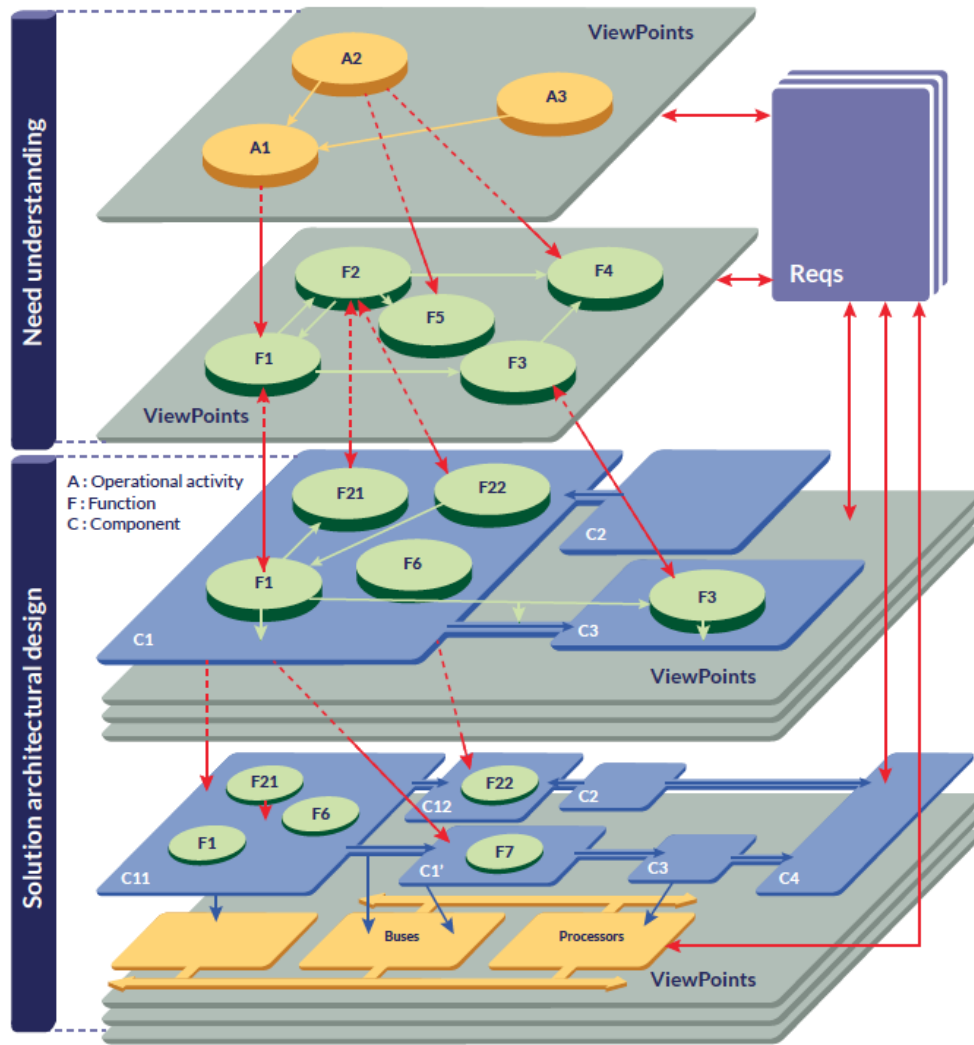 Need understanding
ViewPoints
A2
A3
A1
Reqs
F2
F4
F5
F1
F3
ViewPoints
Solution architectural design
A : Operational activity
F : Function
C : Component
F21
F22
C2
F6
F1
F3
C1
C3
ViewPoints
F21
F22
C2
C12
F6
F1
F7
C11
C1'
C3
C4
Buses
Processors
ViewPoints